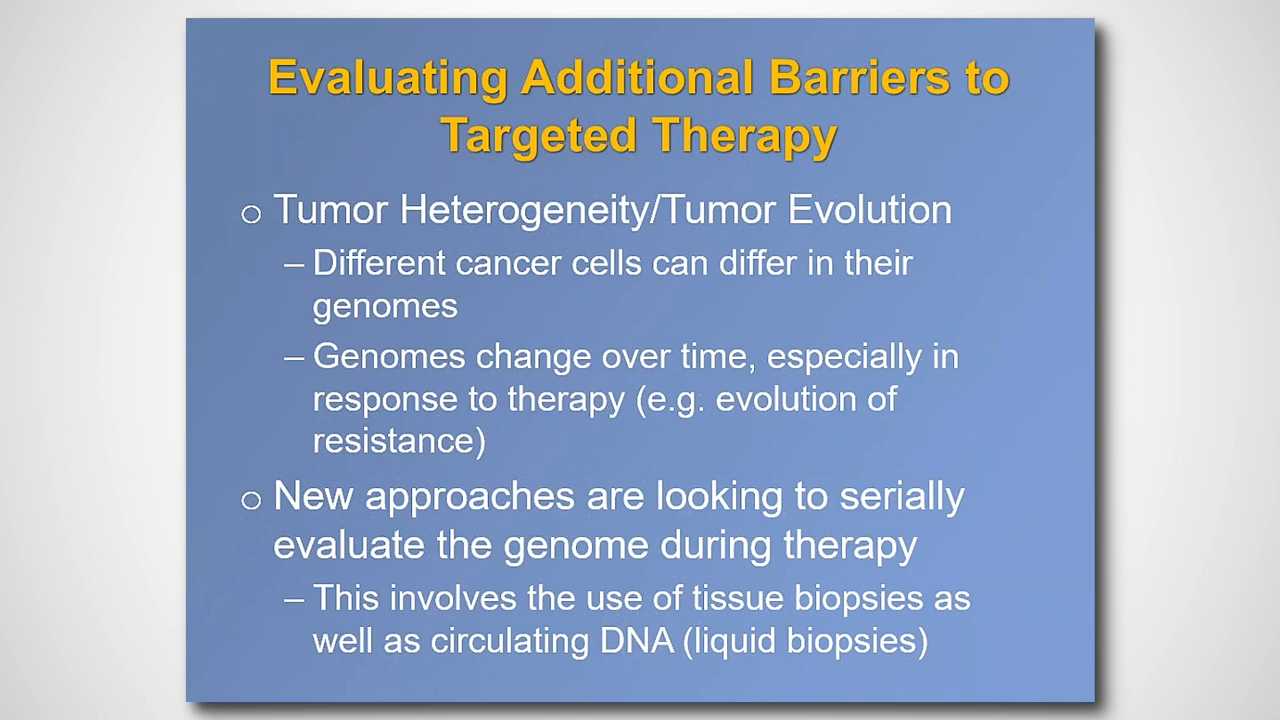 Evaluating Additional Barriers to
Targeted Therapy
o Tumor Heterogeneity/Tumor Evolution
– Different cancer cells can differ in their
genomes
– Genomes change over time, especially in
response to therapy (e.g. evolution of
resistance)
o New approaches are looking to serially
evaluate the genome during therapy
– This involves the use of tissue biopsies as
well as circulating DNA (liquid biopsies)